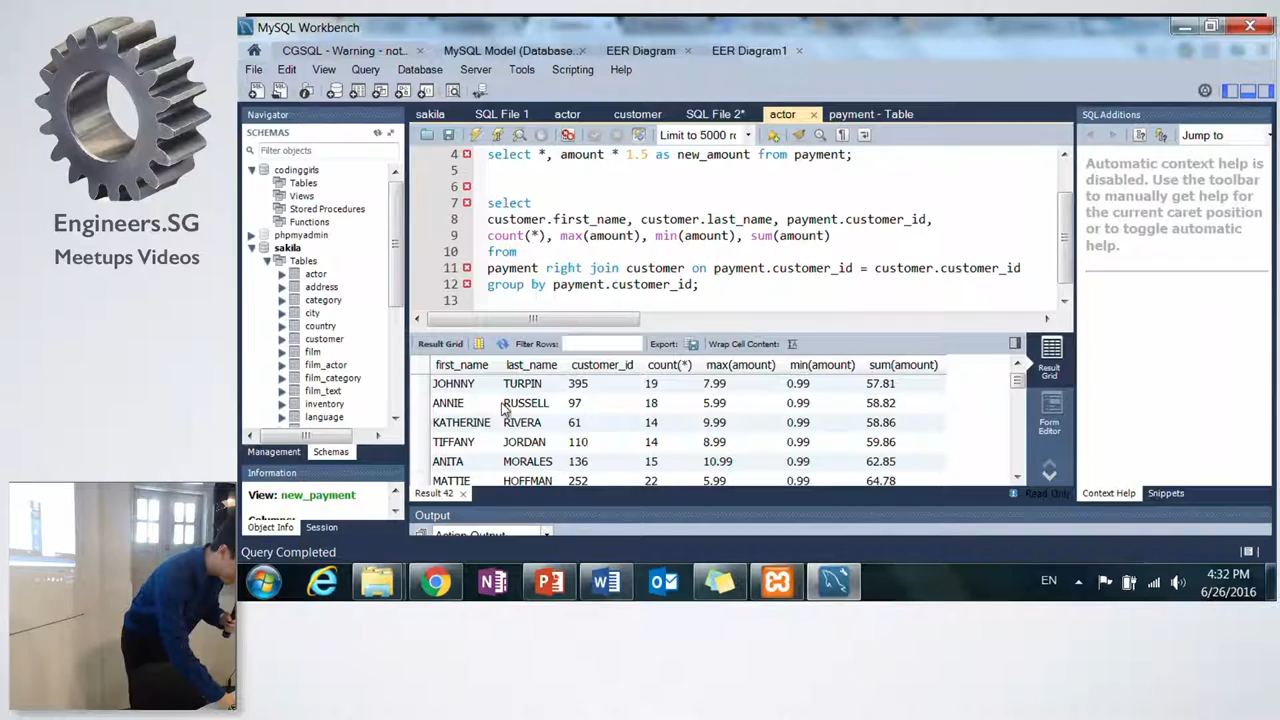 MySQL Workbench
CGSQL - Warning - not... × MySQL Model (Database... × EER Diagram × EER Diagram1 ×
File Edit View Query Database Server Tools Scripting Help
Navigator
SCHEMAS
Filter objects
codinggirls
Tables
Views
Stored Procedures
Functions
phpmyadmin
sakila
Tables
actor
address
category
city
country
customer
film
film_actor
film_category
film_text
inventory
language
Management Schemas
Information
View: new_payment
Object Info Session
Query Completed
sakila SQL File 1 actor customer SQL File 2* actor × payment - Table
Limit to 5000 rc
4 select *, amount * 1.5 as new_amount from payment;
5
6
7 select
8 customer.first_name, customer.last_name, payment.customer_id,
9 count(*), max(amount), min(amount), sum(amount)
10 from
11 payment right join customer on payment.customer_id = customer.customer_id
12 group by payment.customer_id;
13
Result Grid Filter Rows: Export: Wrap Cell Content:
first_name last_name customer_id count(*) max(amount) min(amount) sum(amount)
JOHNNY TURPIN 395 19 7.99 0.99 57.81
ANNIE RUSSELL 97 18 5.99 0.99 58.82
KATHERINE RIVERA 61 14 9.99 0.99 58.86
TIFFANY JORDAN 110 14 8.99 0.99 59.86
ANITA MORALES 136 15 10.99 0.99 62.85
MATTIE HOFFMAN 252 22 5.99 0.99 64.78
Result 42 ×
Read Only
Result
Grid
Form
Editor
Output
Action Output
SQL Additions
Jump to
Automatic context help is
disabled. Use the toolbar
to manually get help for
the current caret position
or to toggle automatic
help.
Context Help Snippets
EN
4:32 PM
6/26/2016
Engineers.SG
Meetups Videos